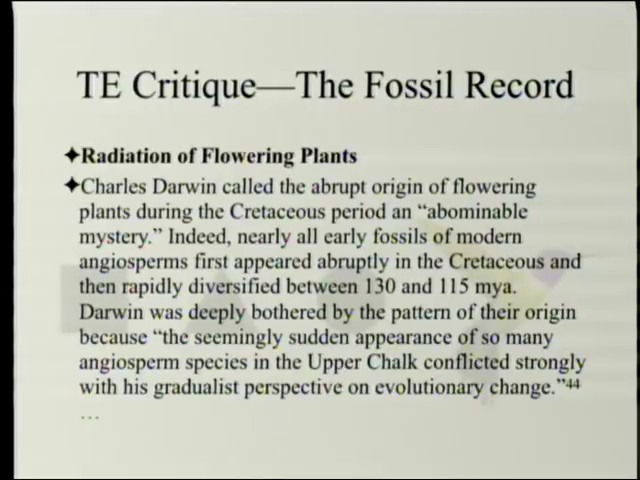 TE Critique—The Fossil Record
✦Radiation of Flowering Plants
✦Charles Darwin called the abrupt origin of flowering
plants during the Cretaceous period an “abominable
mystery.” Indeed, nearly all early fossils of modern
angiosperms first appeared abruptly in the Cretaceous and
then rapidly diversified between 130 and 115 mya.
Darwin was deeply bothered by the pattern of their origin
because “the seemingly sudden appearance of so many
angiosperm species in the Upper Chalk conflicted strongly
with his gradualist perspective on evolutionary change.”44
…